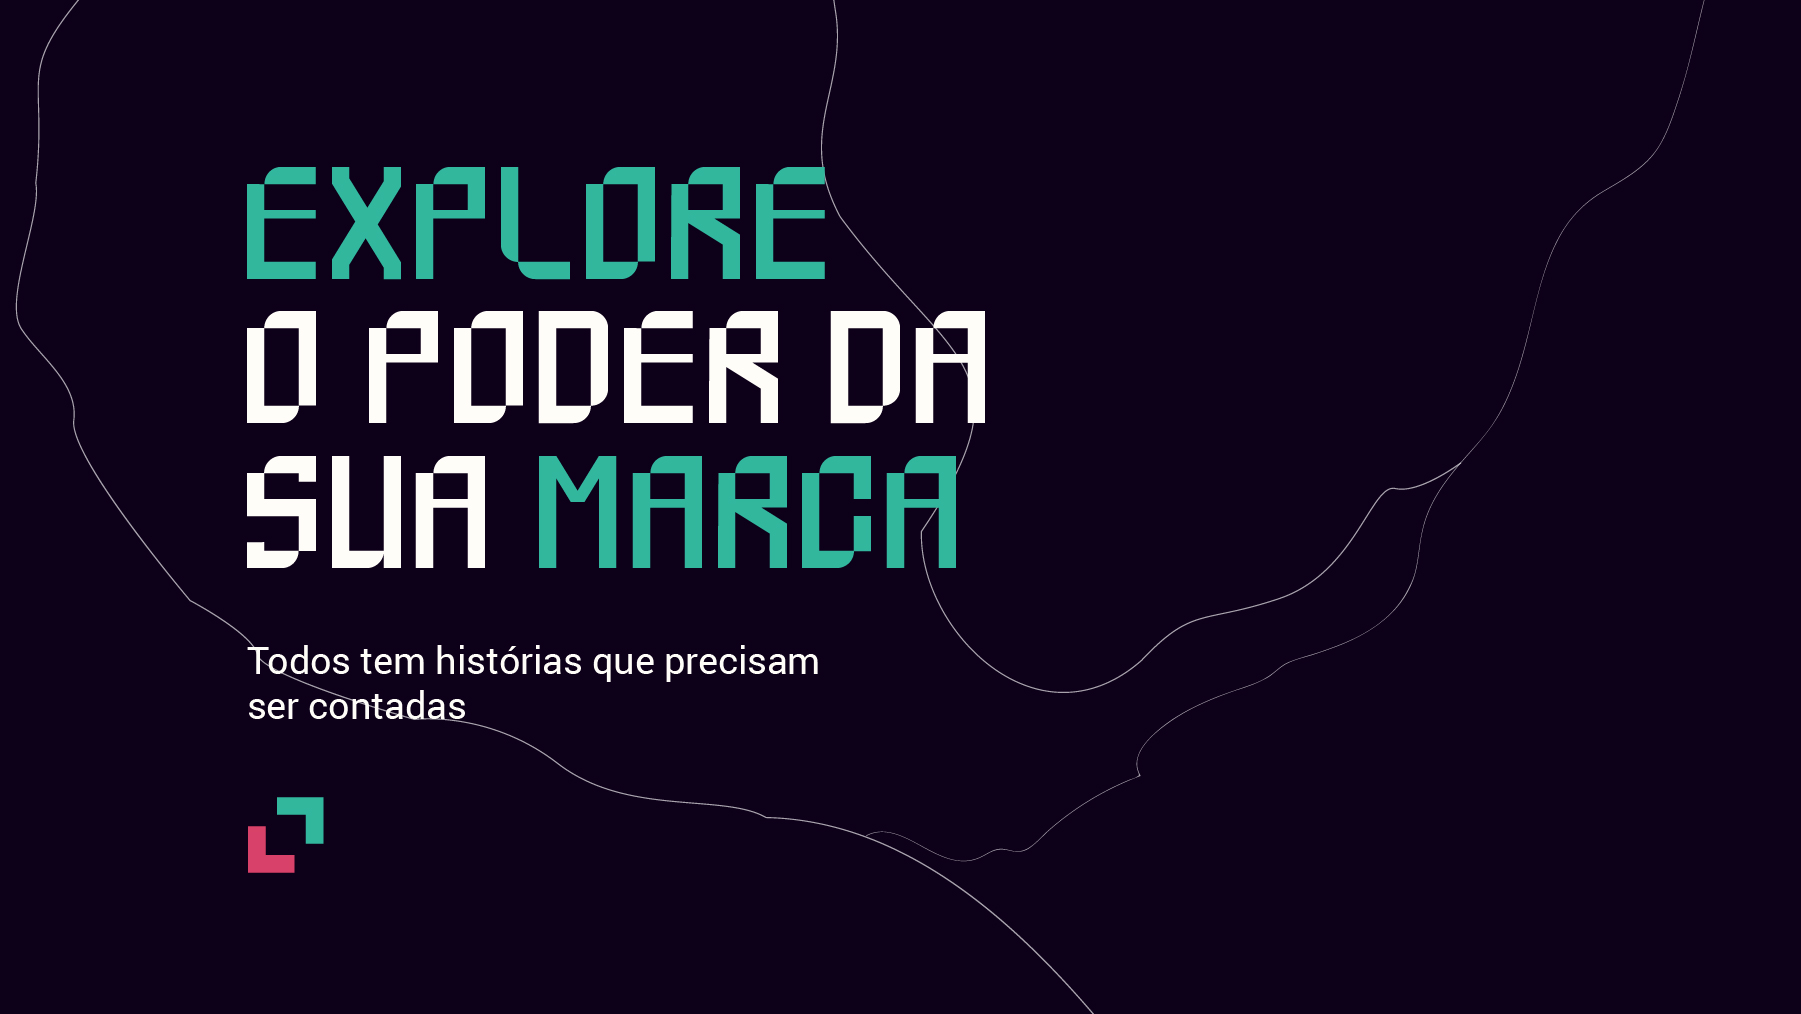 EXPLORE
O PODER DA
SUA MARCA
Todos tem histórias que precisam
ser contadas